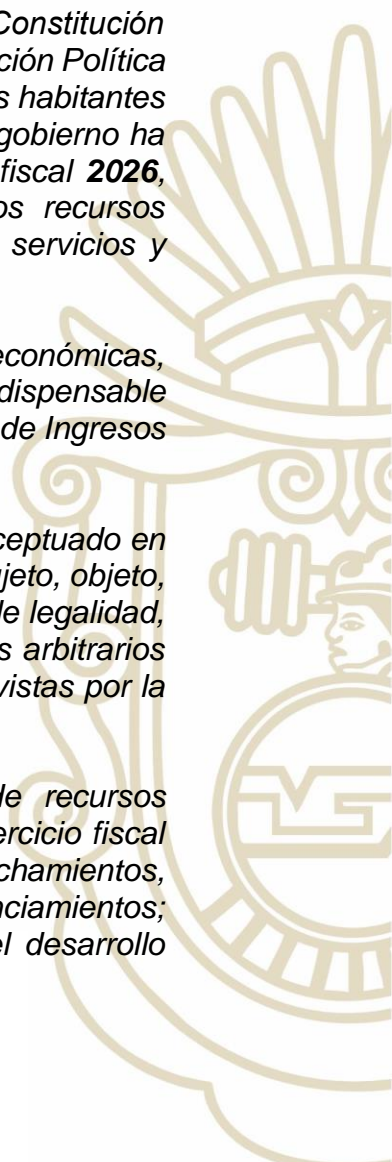 Constitución
ción Política
s habitantes
gobierno ha
fiscal 2026,
os recursos
servicios y
económicas,
dispensable
de Ingresos
ceptuado en
jeto, objeto,
de legalidad,
s arbitrarios
vistas por la
de recursos
ercicio fiscal
chamientos,
nciamientos;
el desarrollo